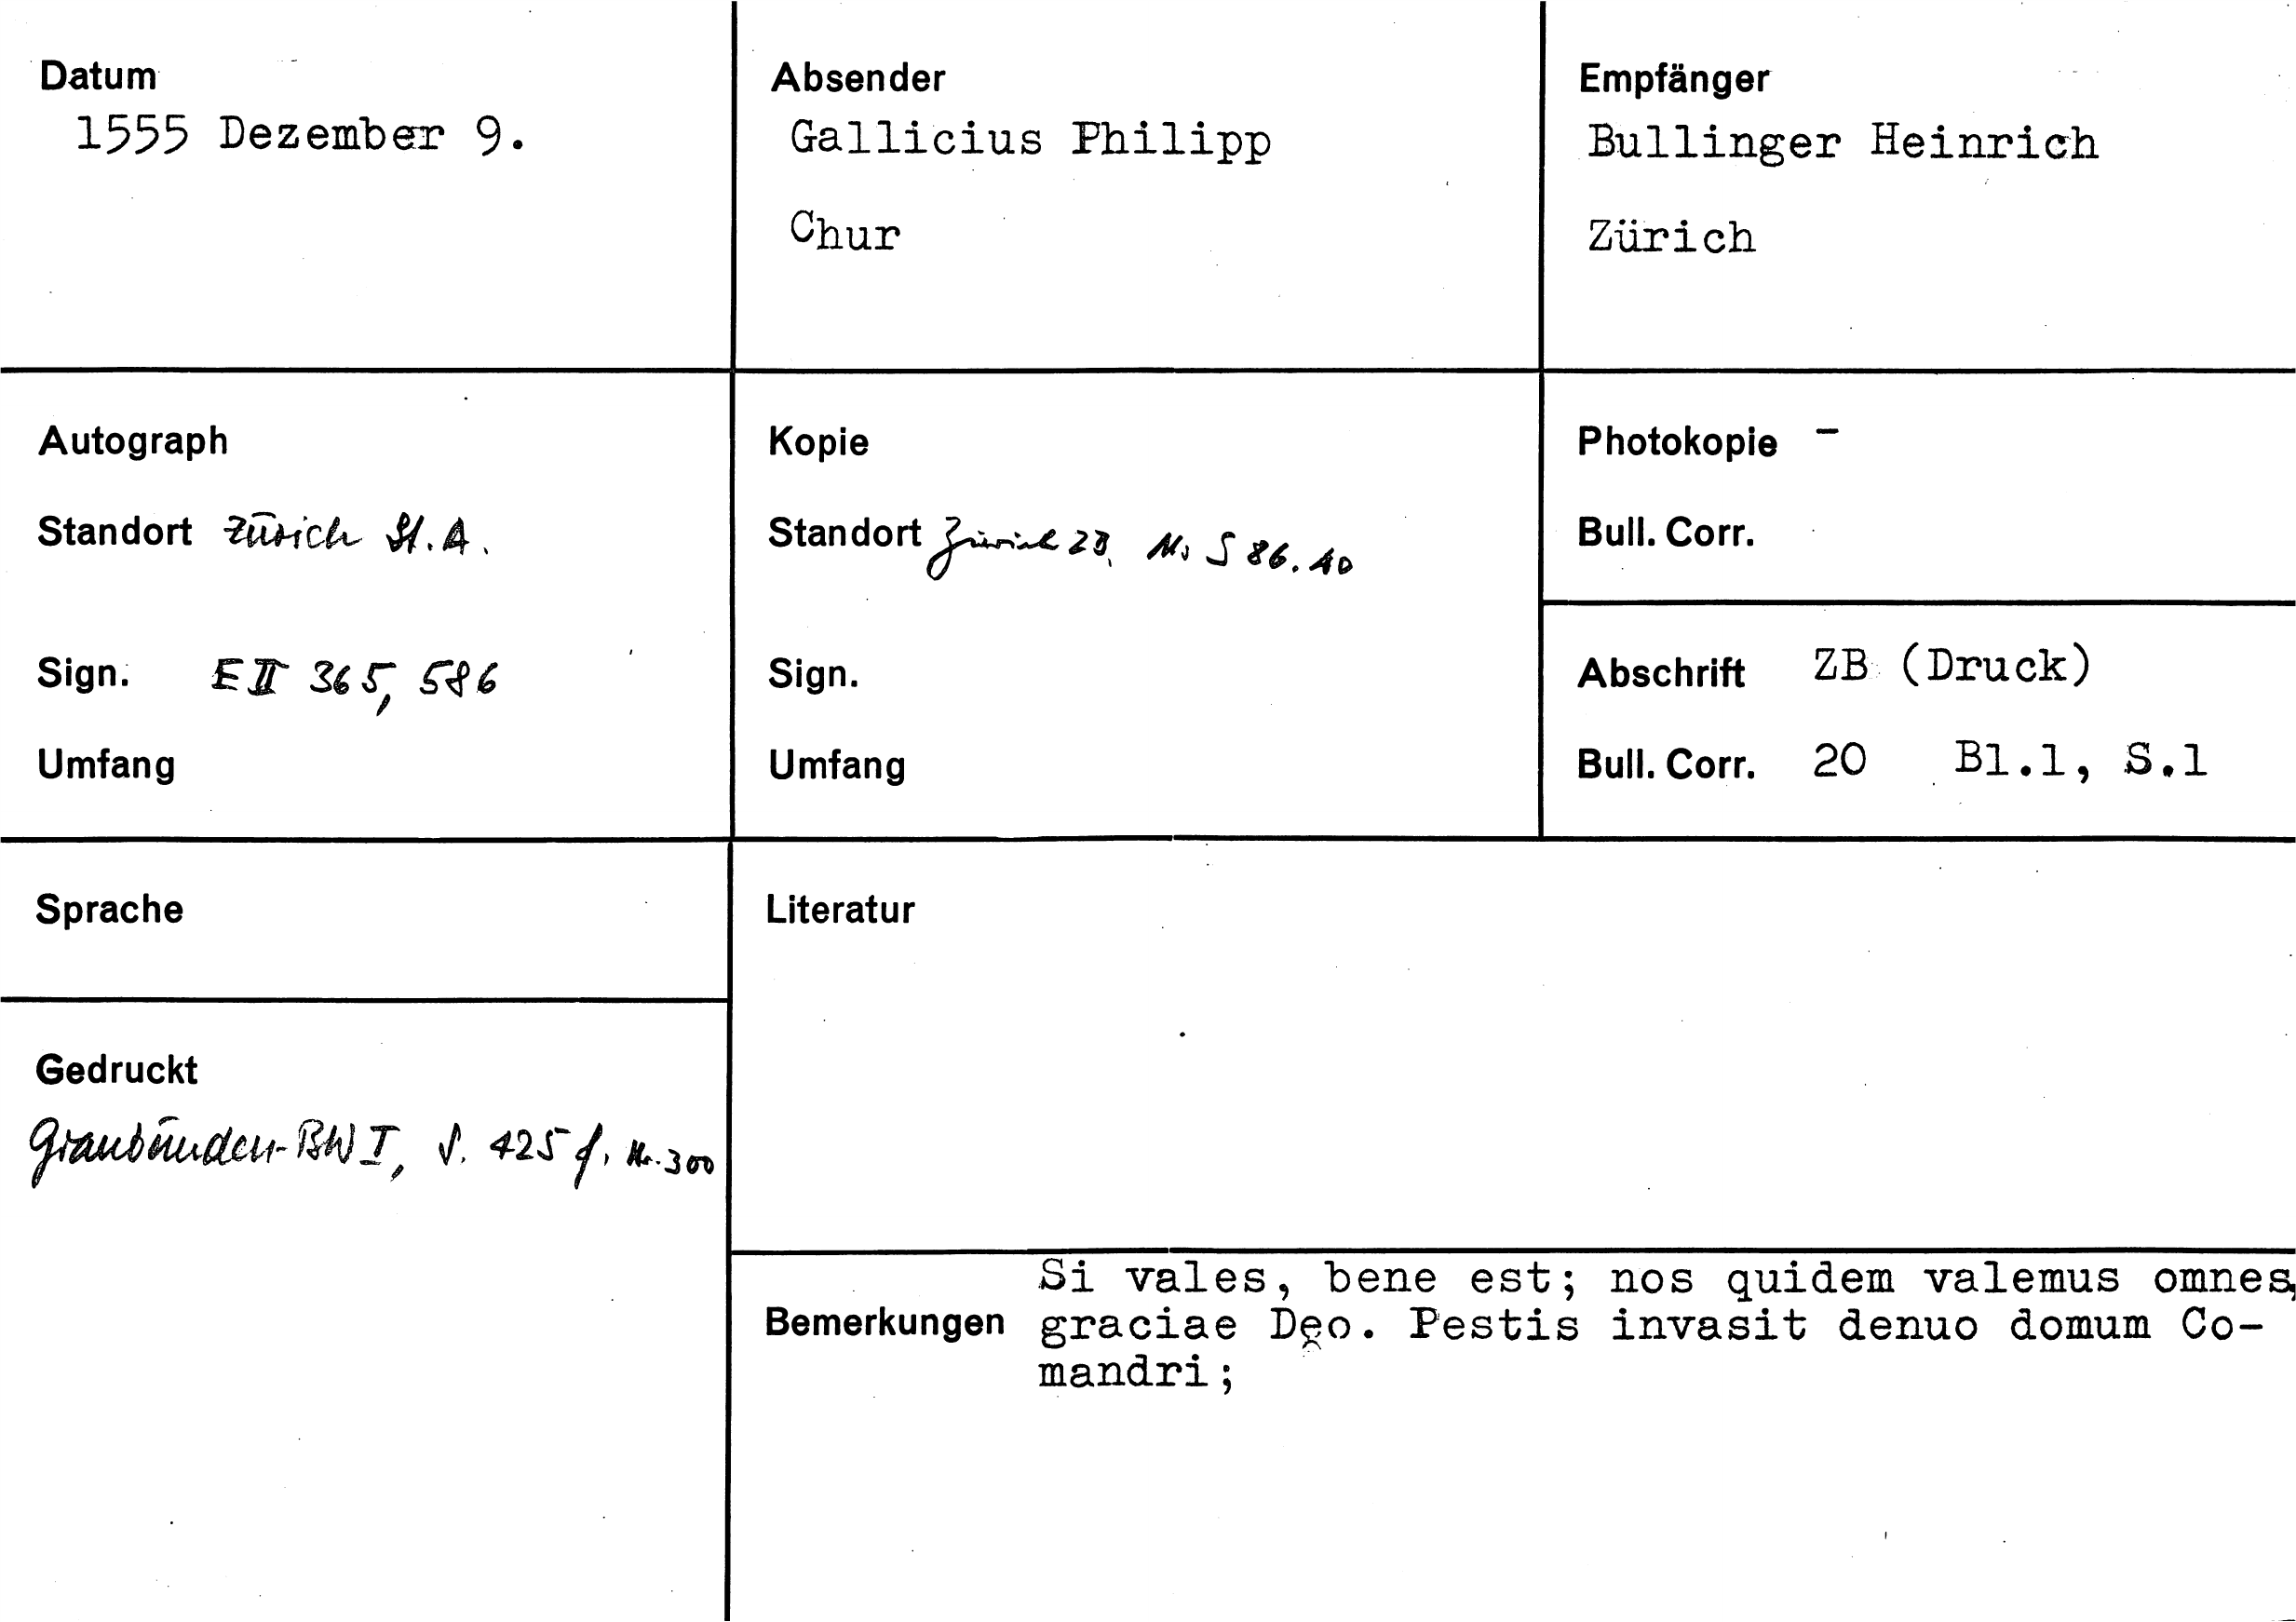 Datum
1555 Dezember 9.
Absender
Gallicius Philipp
Chur
Empfänger
Bullinger Heinrich
Zürich
Autograph
Standort Zürich St.A.
Sign. E II 365, 586
Umfang
Kopie
Standort Zürich ZB, Ms S 86.10
Sign.
Umfang
Photokopie -
Bull. Corr.
Abschrift ZB (Druck)
Bull. Corr. 20 Bl.1, S.1
Sprache
Gedruckt
Graubünden-BW I, S. 425 f. Nr. 300
Literatur
Bemerkungen
Si vales, bene est; nos quidem valemus omnes,
graciae Deo. Pestis invasit denuo domum Co-
mandri;